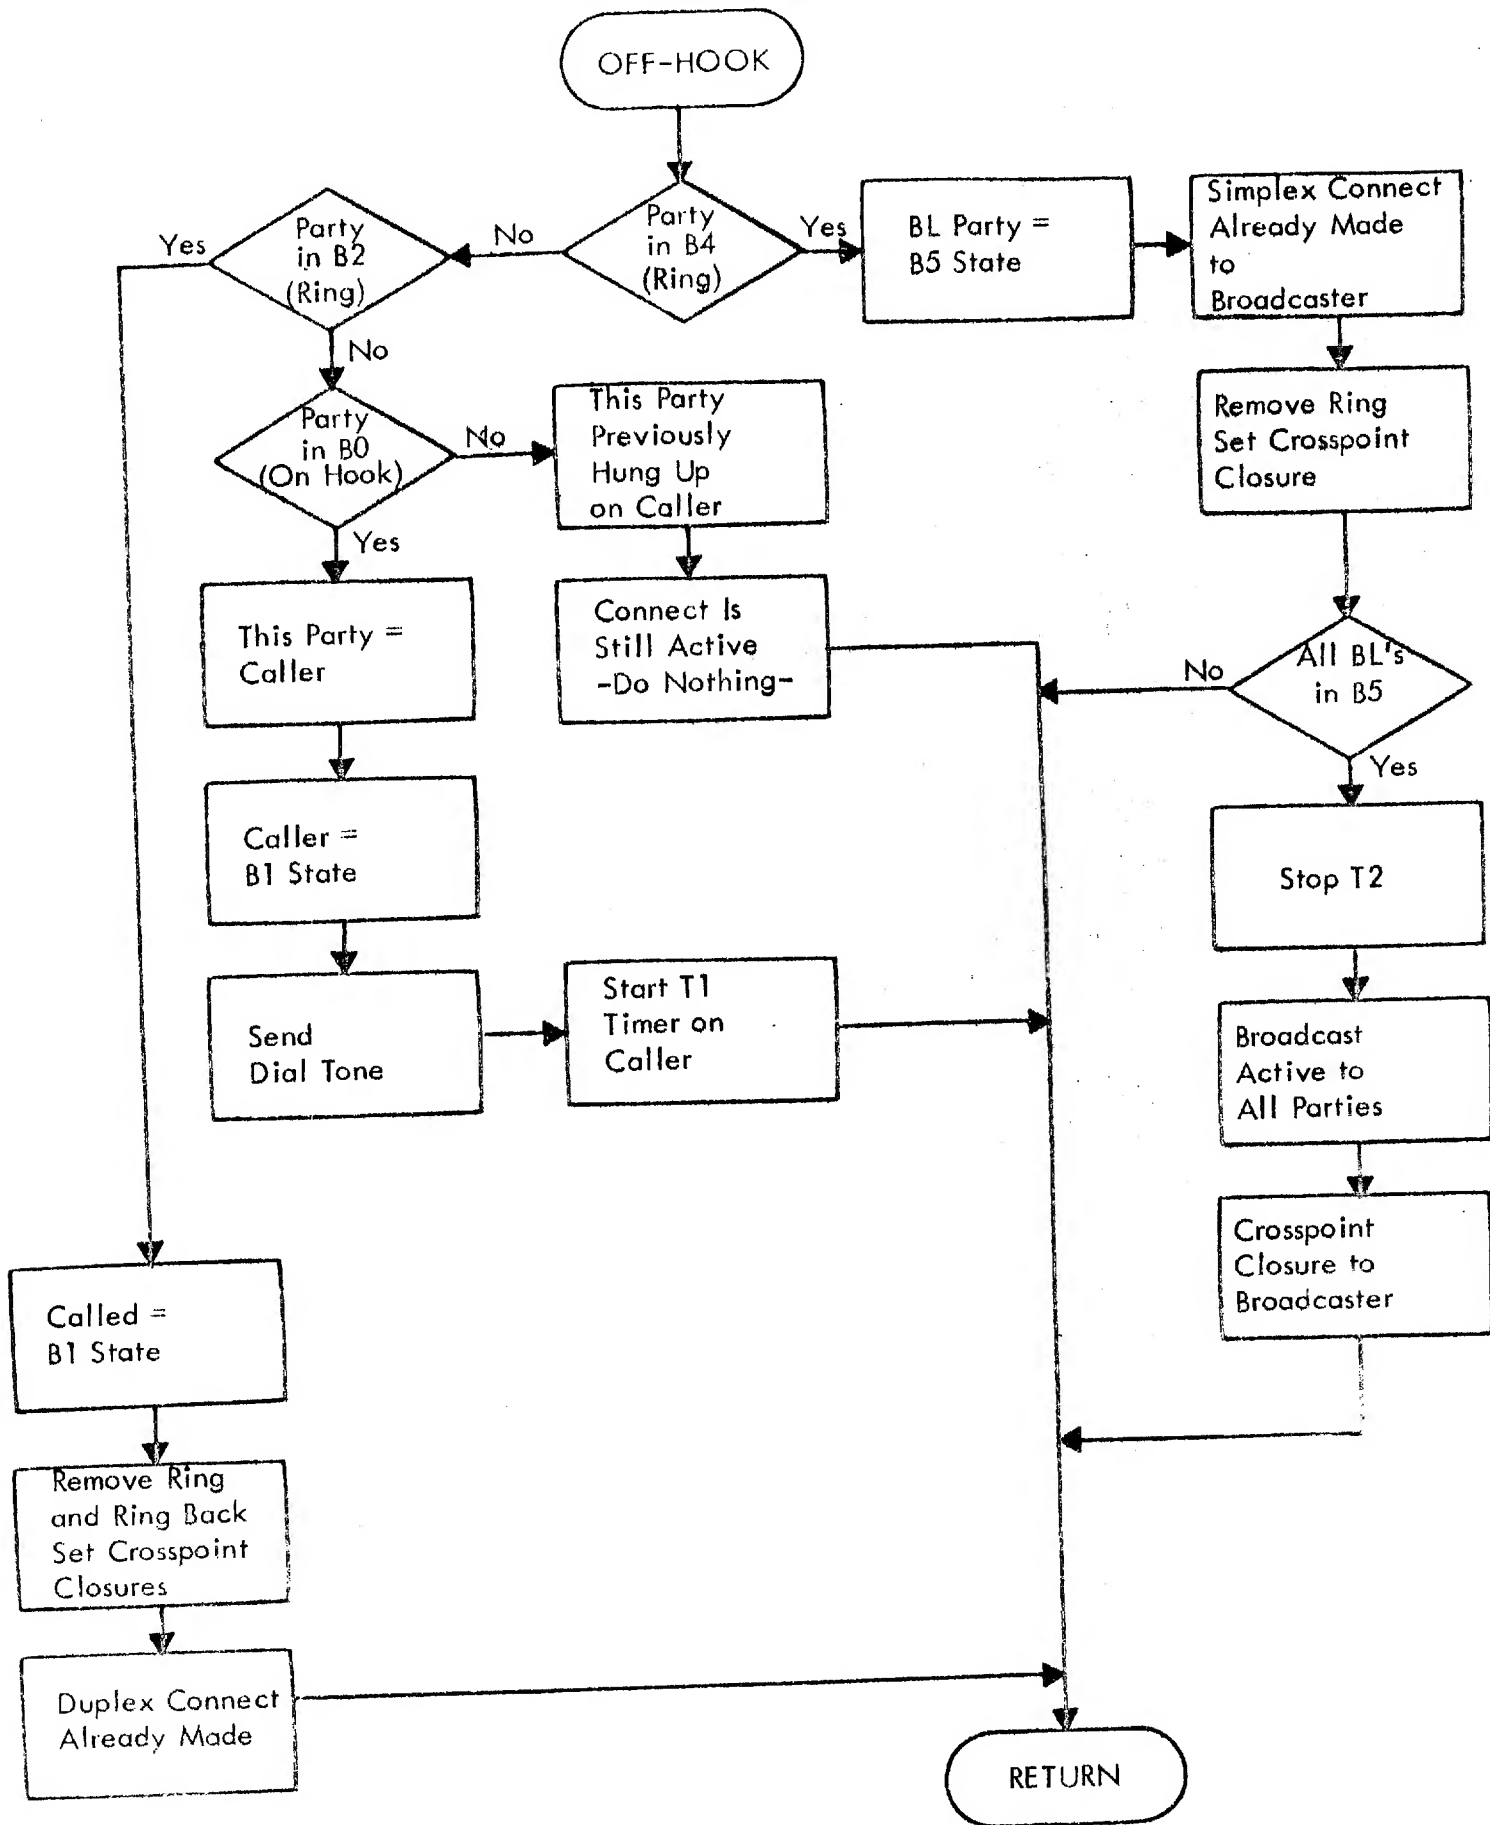 OFF-HOOK
Party
in B4
(Ring)
Yes
No
BL Party =
B5 State
Simplex Connect
Already Made
to
Broadcaster
Remove Ring
Set Crosspoint
Closure
All BL's
in B5
No
Yes
Stop T2
Broadcast
Active to
All Parties
Crosspoint
Closure to
Broadcaster
Party
in B2
(Ring)
Yes
No
Party
in B0
(On Hook)
No
Yes
This Party
Previously
Hung Up
on Caller
Connect Is
Still Active
-Do Nothing-
This Party =
Caller
Caller =
B1 State
Send
Dial Tone
Start T1
Timer on
Caller
Called =
B1 State
Remove Ring
and Ring Back
Set Crosspoint
Closures
Duplex Connect
Already Made
RETURN